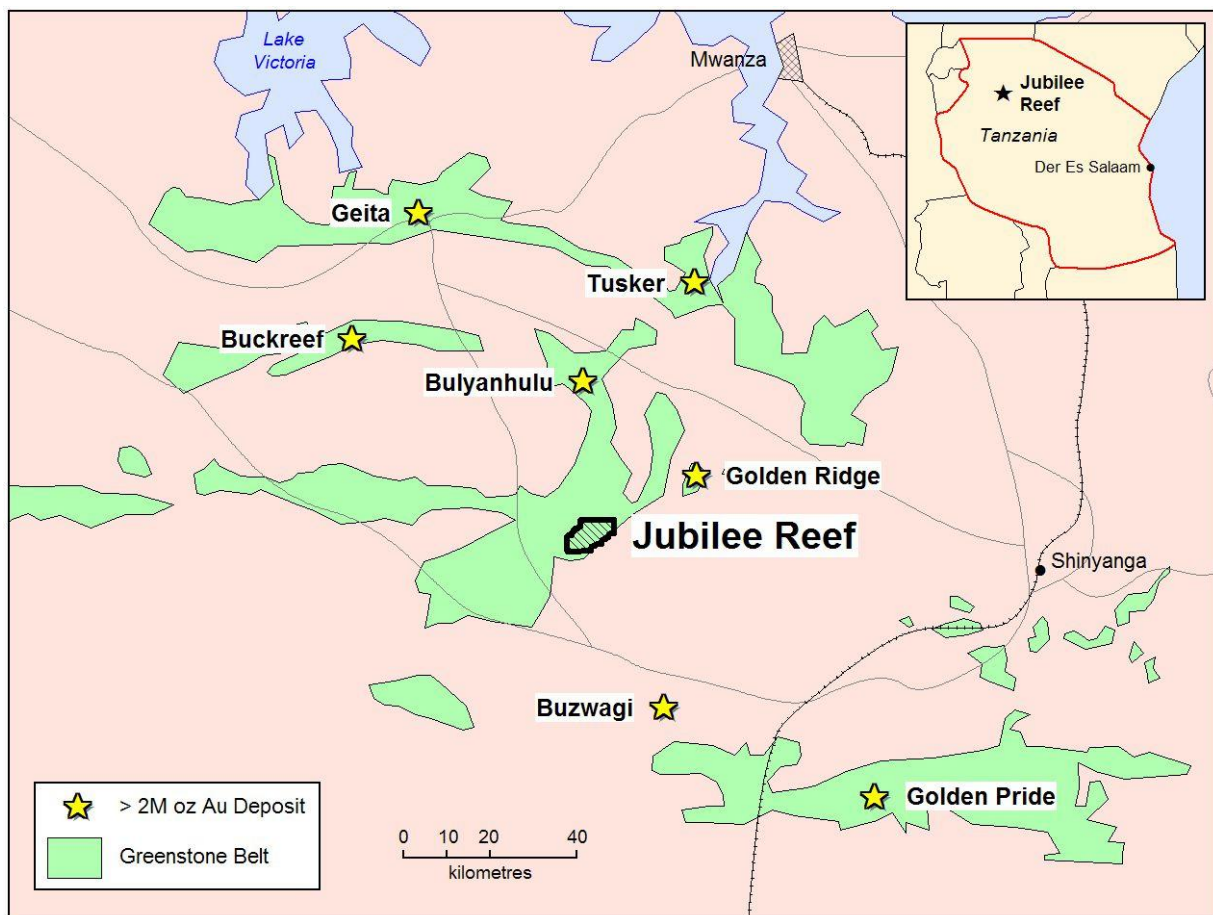 Lake
Victoria
Mwanza
Jubilee
Reef
Tanzania
Der Es Salaam
Geita
Tusker
Buckreef
Bulyanhulu
Golden Ridge
Jubilee Reef
Shinyanga
Buzwagi
Golden Pride
> 2M oz Au Deposit
Greenstone Belt
0 10 20 40
kilometres